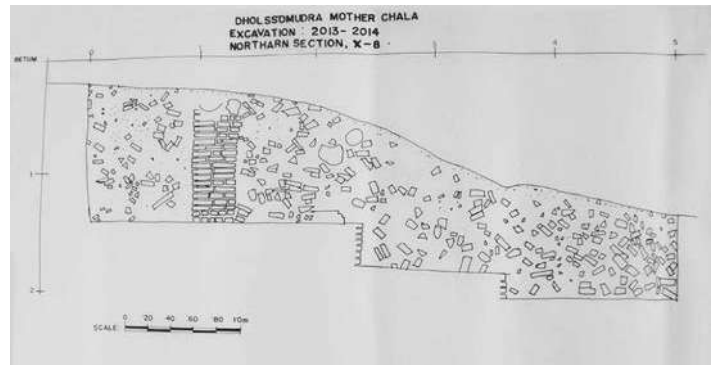 DHOLSSOMUDRA MOTHER CHALA
EXCAVATION : 2013-2014
NORTHARN SECTION, X-8
0 1 2 3 4 5
DETUM
1
2
0 20 40 60 80 10m
SCALE